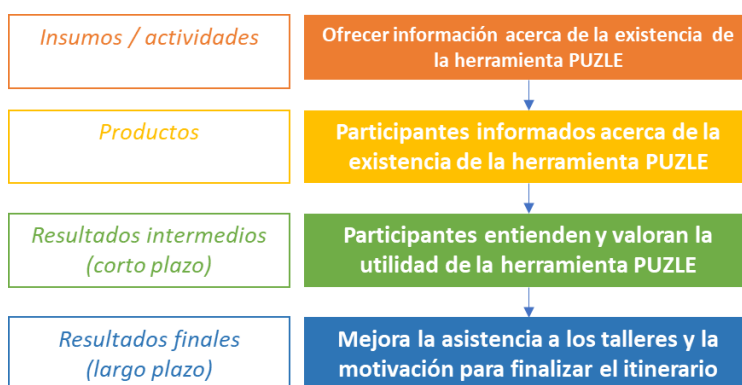 Insumos / actividades
Ofrecer información acerca de la existencia de
la herramienta PUZLE
Productos
Participantes informados acerca de la
existencia de la herramienta PUZLE
Resultados intermedios
(corto plazo)
Participantes entienden y valoran la
utilidad de la herramienta PUZLE
Resultados finales
(largo plazo)
Mejora la asistencia a los talleres y la
motivación para finalizar el itinerario